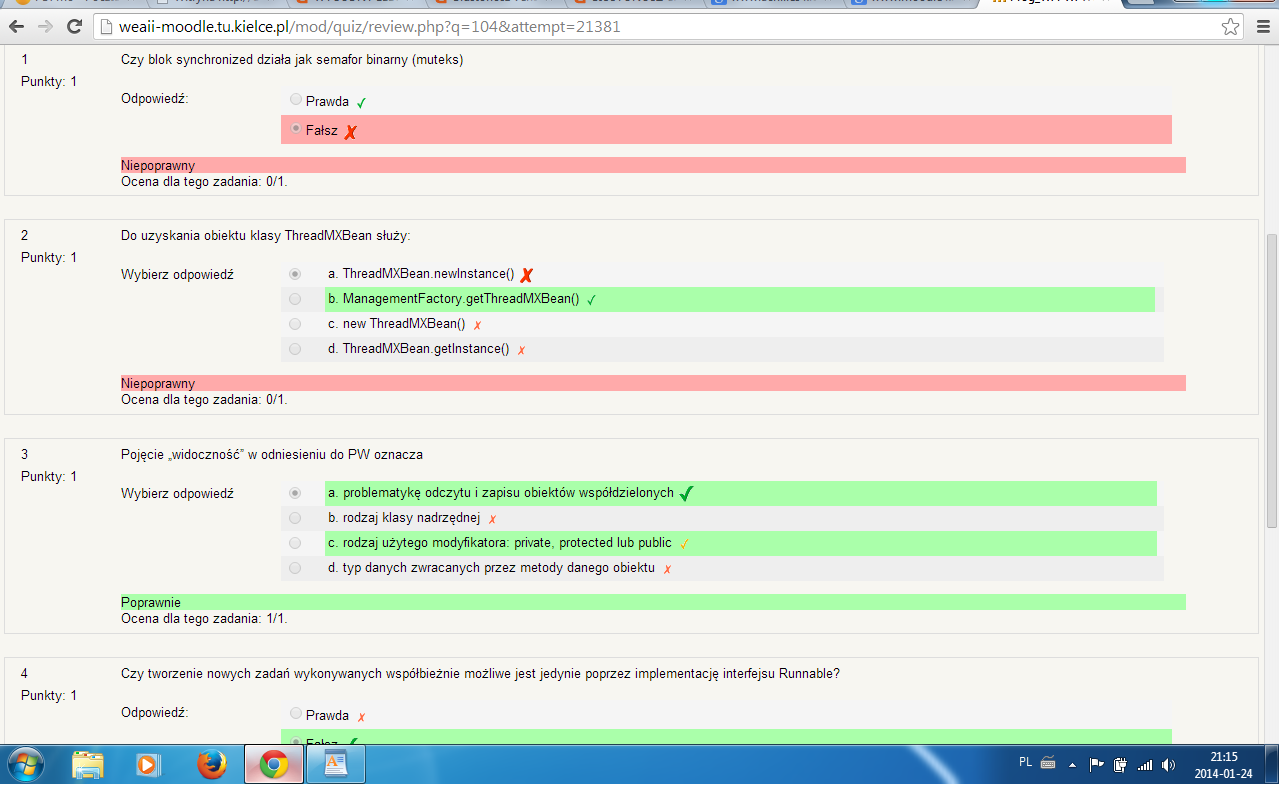 weaii-moodle.tu.kielce.pl/mod/quiz/review.php?q=104&attempt=21381
1
Czy blok synchronized działa jak semafor binarny (muteks)
Punkty: 1
Odpowiedź:
Prawda
Fałsz
Niepoprawny
Ocena dla tego zadania: 0/1.
2
Do uzyskania obiektu klasy ThreadMXBean służy:
Punkty: 1
Wybierz odpowiedź
a. ThreadMXBean.newInstance()
b. ManagementFactory.getThreadMXBean()
c. new ThreadMXBean()
d. ThreadMXBean.getInstance()
Niepoprawny
Ocena dla tego zadania: 0/1.
3
Pojęcie „widoczność” w odniesieniu do PW oznacza
Punkty: 1
Wybierz odpowiedź
a. problematykę odczytu i zapisu obiektów współdzielonych
b. rodzaj klasy nadrzędnej
c. rodzaj użytego modyfikatora: private, protected lub public
d. typ danych zwracanych przez metody danego obiektu
Poprawnie
Ocena dla tego zadania: 1/1.
4
Czy tworzenie nowych zadań wykonywanych współbieżnie możliwe jest jedynie poprzez implementację interfejsu Runnable?
Punkty: 1
Odpowiedź:
Prawda
Fałsz
PL
21:15
2014-01-24